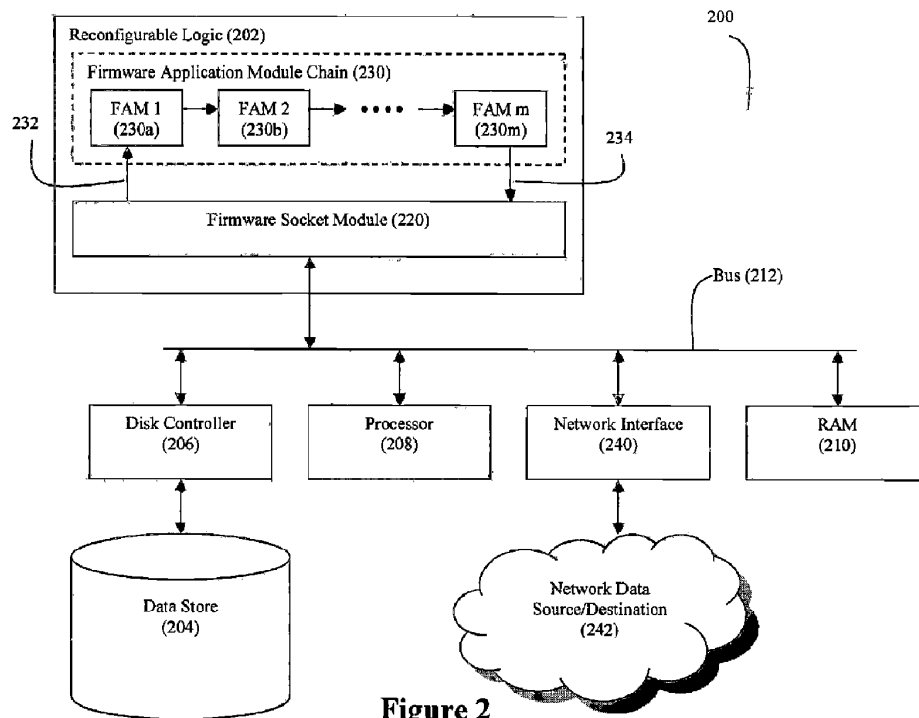 200
Reconfigurable Logic (202)
Firmware Application Module Chain (230)
FAM 1
(230a)
FAM 2
(230b)
FAM m
(230m)
232
234
Firmware Socket Module (220)
Bus (212)
Disk Controller
(206)
Processor
(208)
Network Interface
(240)
RAM
(210)
Data Store
(204)
Network Data
Source/Destination
(242)
Figure 2